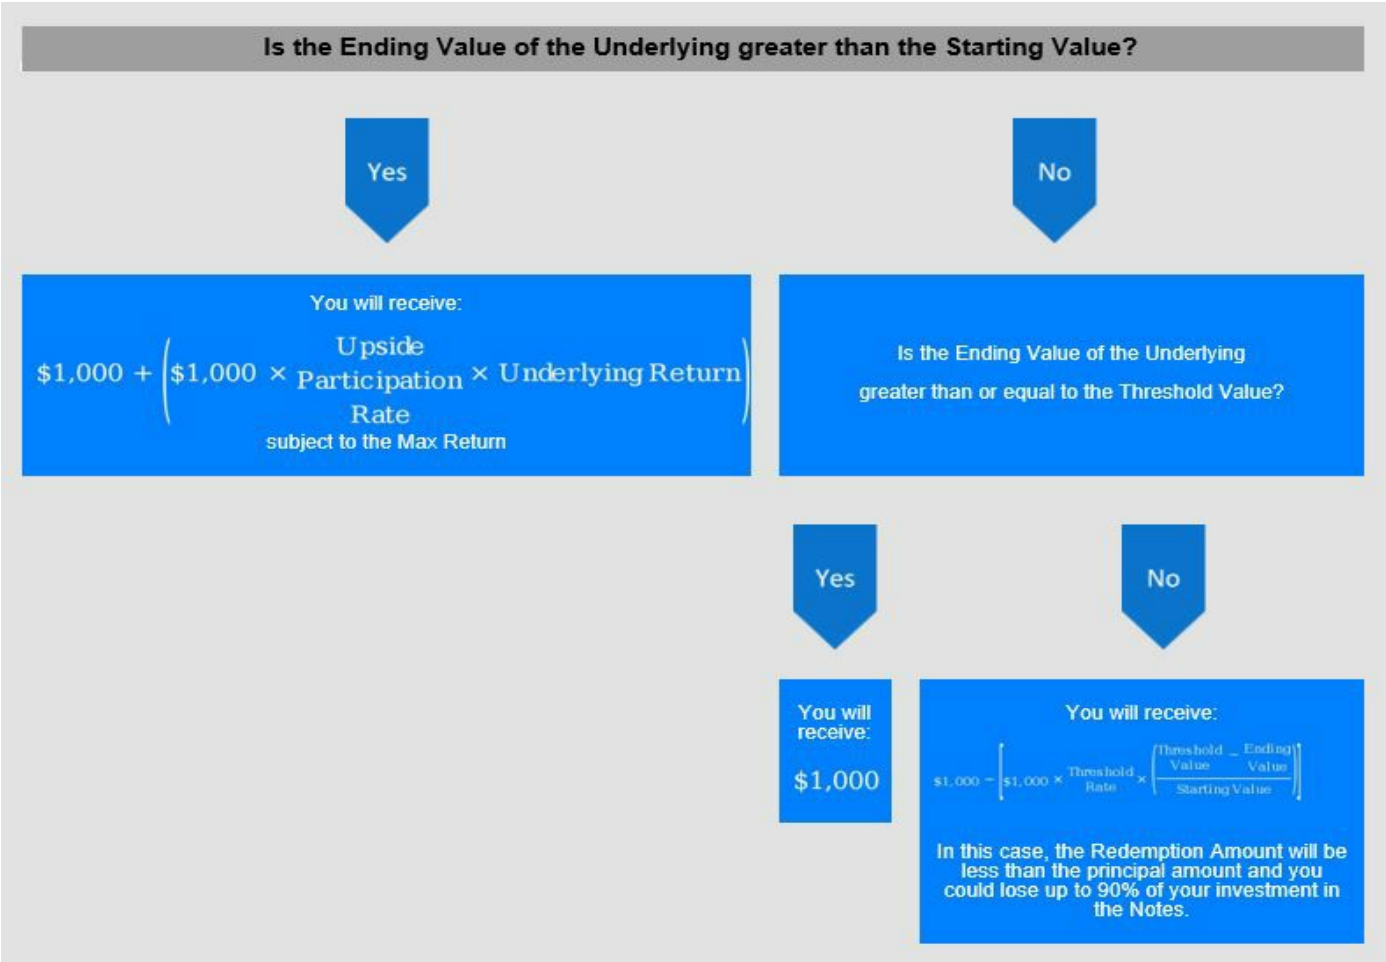 Is the Ending Value of the Underlying greater than the Starting Value?
Yes
No
You will receive:
$1,000 + ($1,000 × Upside Participation Rate × Underlying Return)
subject to the Max Return
Is the Ending Value of the Underlying
greater than or equal to the Threshold Value?
Yes
No
You will
receive:
$1,000
You will receive:
$1,000 − [$1,000 × Threshold Rate × (Threshold Value − Ending Value / Starting Value)]
In this case, the Redemption Amount will be
less than the principal amount and you
could lose up to 90% of your investment in
the Notes.